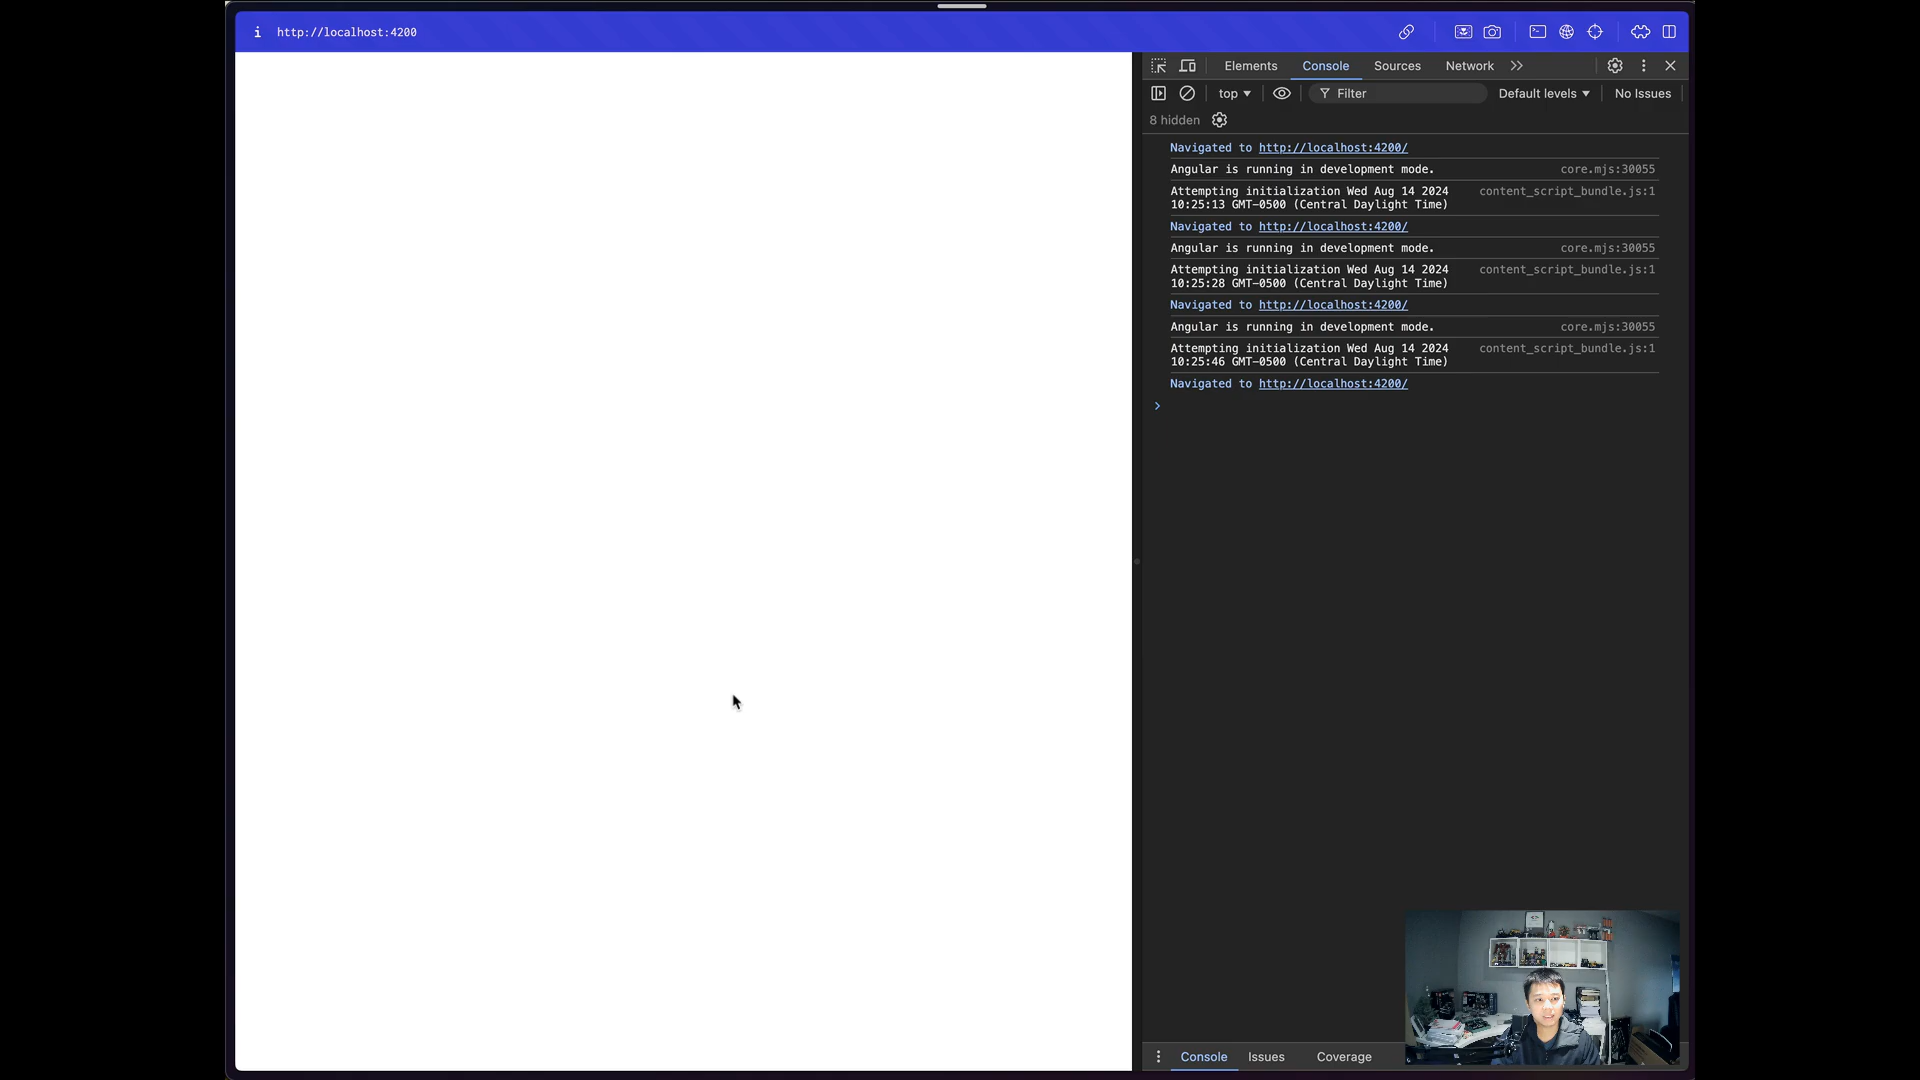 i http://localhost:4200
Elements Console Sources Network
top Filter Default levels No Issues
8 hidden
Navigated to http://localhost:4200/
Angular is running in development mode. core.mjs:30055
Attempting initialization Wed Aug 14 2024 content_script_bundle.js:1
10:25:13 GMT-0500 (Central Daylight Time)
Navigated to http://localhost:4200/
Angular is running in development mode. core.mjs:30055
Attempting initialization Wed Aug 14 2024 content_script_bundle.js:1
10:25:28 GMT-0500 (Central Daylight Time)
Navigated to http://localhost:4200/
Angular is running in development mode. core.mjs:30055
Attempting initialization Wed Aug 14 2024 content_script_bundle.js:1
10:25:46 GMT-0500 (Central Daylight Time)
Navigated to http://localhost:4200/
Console Issues Coverage